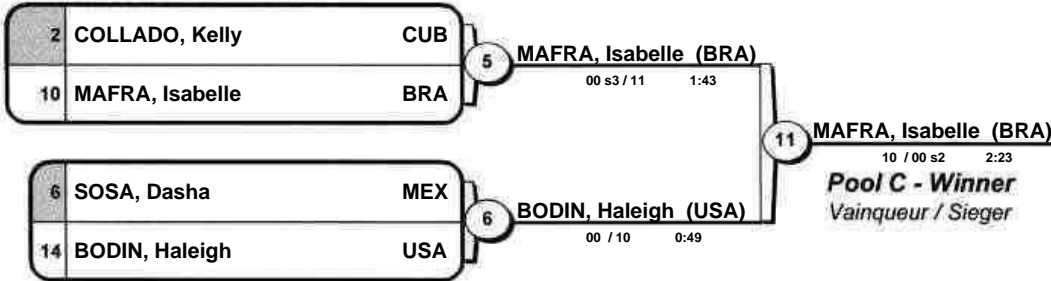 2 COLLADO, Kelly CUB
10 MAFRA, Isabelle BRA
5
MAFRA, Isabelle (BRA)
00 s3 / 11 1:43
6 SOSA, Dasha MEX
14 BODIN, Haleigh USA
6
BODIN, Haleigh (USA)
00 / 10 0:49
11
MAFRA, Isabelle (BRA)
10 / 00 s2 2:23
Pool C - Winner
Vainqueur / Sieger